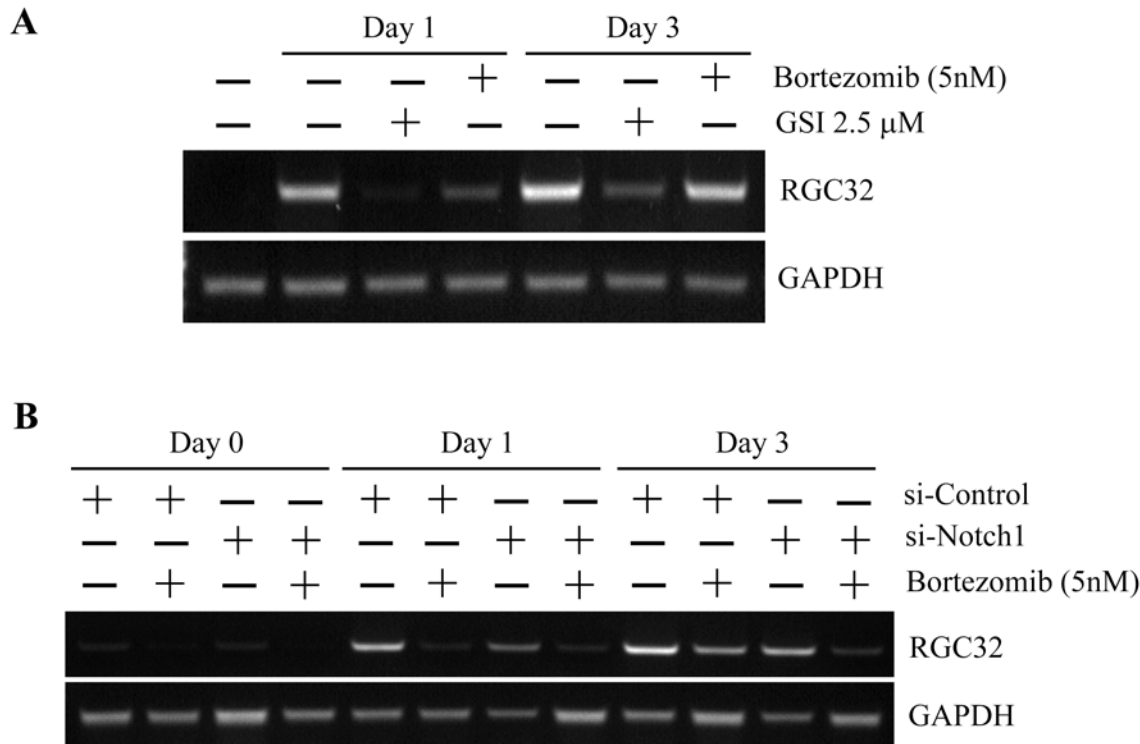 A
Day 1 Day 3
— — — + — — + Bortezomib (5nM)
— — + — — + — GSI 2.5 μM
RGC32
GAPDH
B
Day 0 Day 1 Day 3
+ + — — + + — — + + — — si-Control
— — + + — — + + — — + + si-Notch1
— + — + — + — + — + — + Bortezomib (5nM)
RGC32
GAPDH